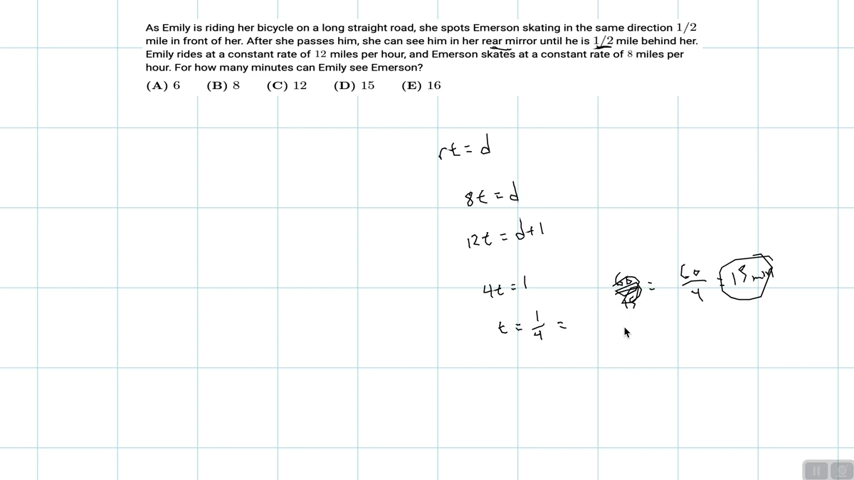 As Emily is riding her bicycle on a long straight road, she spots Emerson skating in the same direction 1/2
mile in front of her. After she passes him, she can see him in her rear mirror until he is 1/2 mile behind her.
Emily rides at a constant rate of 12 miles per hour, and Emerson skates at a constant rate of 8 miles per
hour. For how many minutes can Emily see Emerson?
(A) 6 (B) 8 (C) 12 (D) 15 (E) 16
rt = d
8t = d
12t = d+1
4t = 1
t = 1/4 =
= 60/4 = 15 min